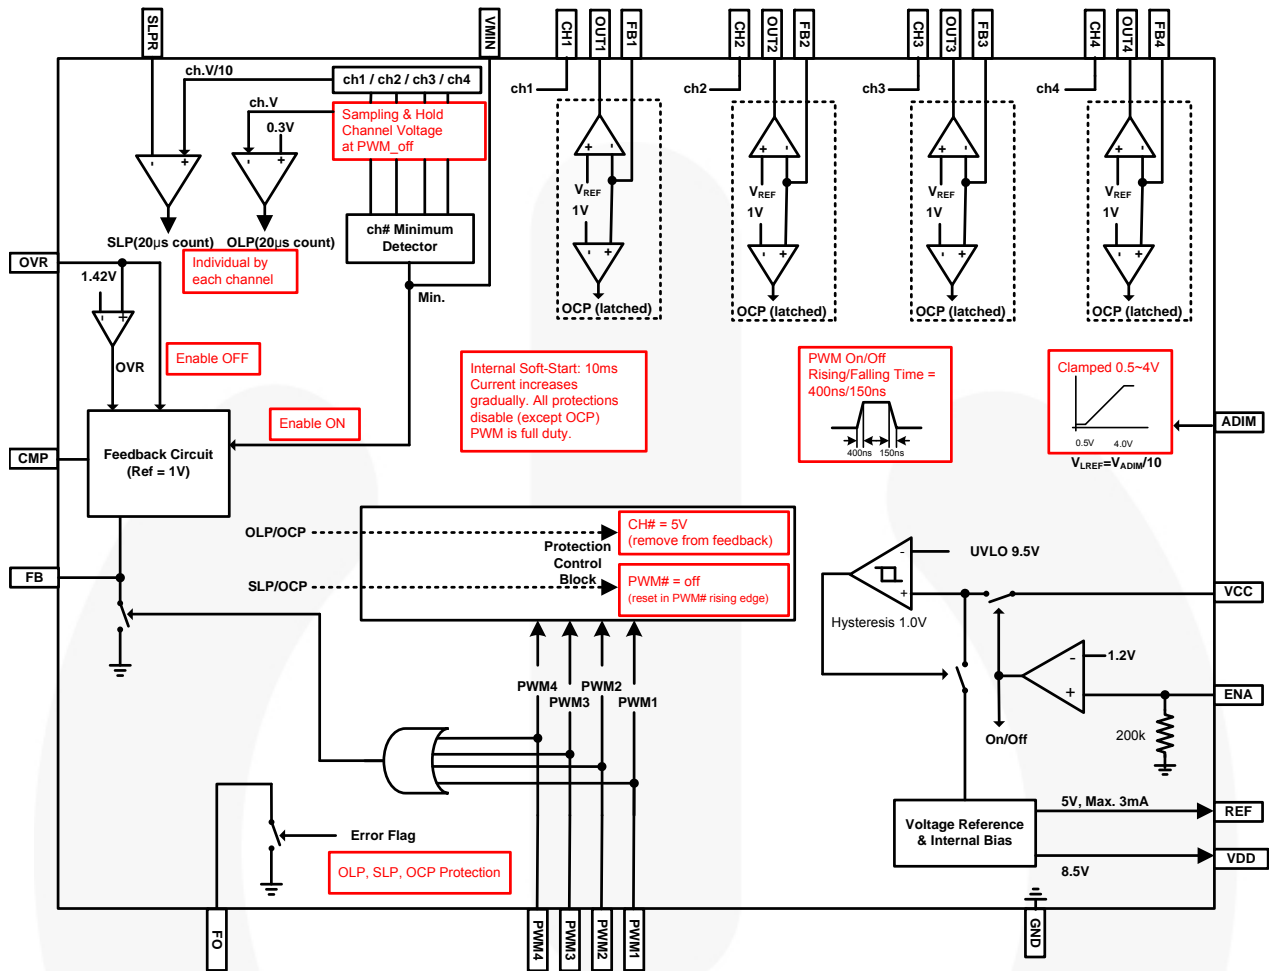 SLPR
VMIN
CH1
OUT1
FB1
CH2
OUT2
FB2
CH3
OUT3
FB3
CH4
OUT4
FB4
ch.V/10
ch1 / ch2 / ch3 / ch4
ch1
ch2
ch3
ch4
ch.V
0.3V
Sampling & Hold
Channel Voltage
at PWM_off
- +
- +
+ -
+ -
+ -
+ -
VREF
VREF
VREF
VREF
1V
1V
1V
1V
- +
- +
- +
- +
SLP(20µs count)
OLP(20µs count)
ch# Minimum
Detector
OVR
Individual by
each channel
1.42V
Min.
OCP (latched)
OCP (latched)
OCP (latched)
OCP (latched)
- +
OVR
Enable OFF
Internal Soft-Start: 10ms
Current increases
gradually. All protections
disable (except OCP)
PWM is full duty.
PWM On/Off
Rising/Falling Time =
400ns/150ns
400ns 150ns
Clamped 0.5~4V
0.5V 4.0V
VLREF=VADIM/10
ADIM
Enable ON
CMP
Feedback Circuit
(Ref = 1V)
OLP/OCP
CH# = 5V
(remove from feedback)
Protection
Control
Block
SLP/OCP
PWM# = off
(reset in PWM# rising edge)
FB
-
UVLO 9.5V
+
Hysteresis 1.0V
VCC
-
1.2V
+
ENA
200k
On/Off
PWM4
PWM3
PWM2
PWM1
5V, Max. 3mA
REF
Voltage Reference
& Internal Bias
8.5V
VDD
Error Flag
OLP, SLP, OCP Protection
FO
PWM4
PWM3
PWM2
PWM1
GND